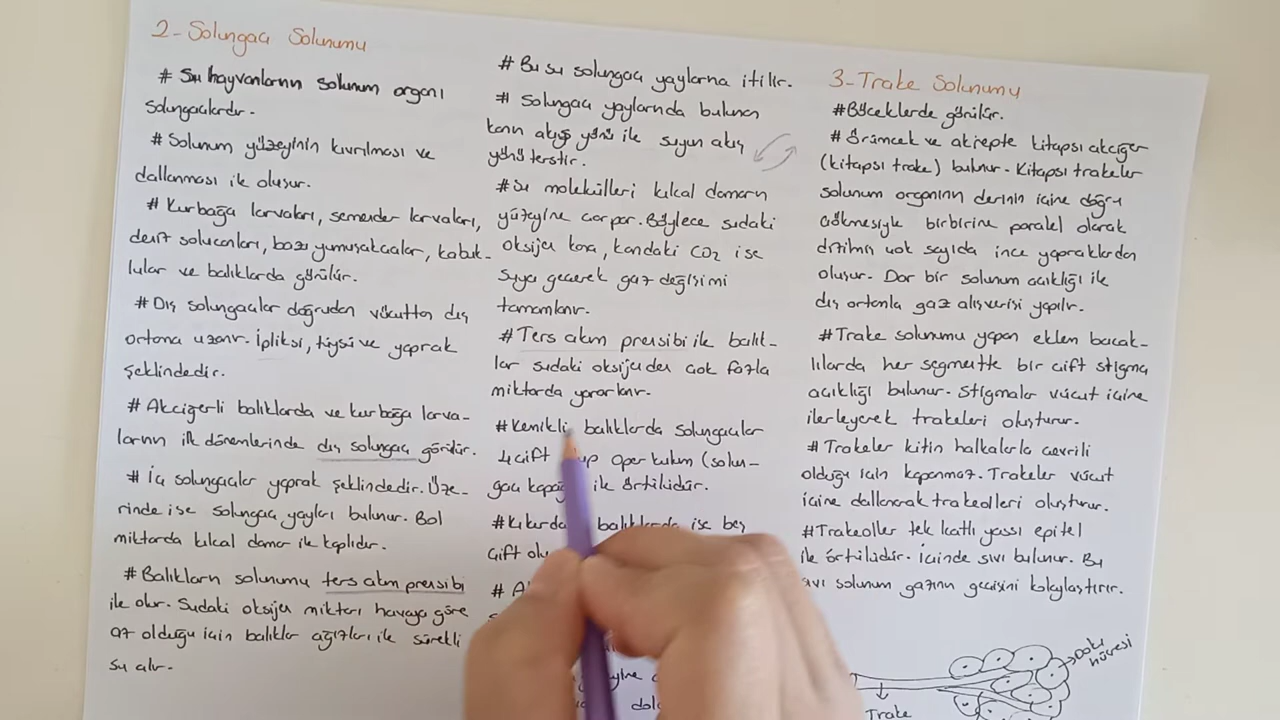 2-Solungaç Solunumu
# Su hayvanlarının solunum organı
solungaçlardır.
# Solunum yüzeyinin kıvrılması ve
dallanması ile oluşur.
# Kurbağa larvaları, semender larvaları,
deniz solucanları, bazı yumuşakçalar, kabuk-
lular ve balıklarda görülür.
# Dış solungaçlar doğrudan vücuttan dış
ortama uzanır. İpliksi, tüysü ve yaprak
şeklindedir.
# Akciğerli balıklarda ve kurbağa larva-
larının ilk dönemlerinde dış solungaç görülür.
# İç solungaçlar yaprak şeklindedir. Üze-
rinde ise solungaç yayları bulunur. Bol
miktarda kılcal damar ile kaplıdır.
# Balıkların solunumu ters akım prensibi
ile olur. Sudaki oksijen miktarı havaya göre
az olduğu için balıklar ağızları ile sürekli
su alır.
# Bu su solungaç yaylarına itilir.
# Solungaç yaylarında bulunan
kanın akış yönü ile suyun akış
yönü terstir.
# Su molekülleri kılcal damarın
yüzeyine çarpar. Böylece sudaki
oksijen kana, kandaki CO2 ise
suya geçerek gaz değişimi
tamamlanır.
# Ters akım prensibi ile balık-
lar sudaki oksijenden çok fazla
miktarda yararlanır.
# Kemikli balıklarda solungaçlar
4 çift oper kulum (solun-
gaç kapağı ile örtülüdür.
# balıklarda ise beş
çift
#
3-Trake Solunumu
# Böceklerde görülür.
# Örümcek ve akrepte kitapsı akciğer
(kitapsı trake) bulunur. Kitapsı trakeler
solunum organının derinin içine doğru
çökmesiyle birbirine paralel olarak
dizilmiş çok sayıda ince yapraklardan
oluşur. Dar bir solunum açıklığı ile
dış ortamla gaz alışverişi yapılır.
# Trake solunumu yapan eklem bacak-
lılarda her segmentte bir çift stigma
açıklığı bulunur. Stigmalar vücut içine
ilerleyerek trakeleri oluşturur.
# Trakeler kitin halkalarla çevrili
olduğu için kapanmaz. Trakeler vücut
içine dallanarak trakeolleri oluşturur.
# Trakeoller tek katlı yassı epitel
ile örtülüdür. İçinde sıvı bulunur. Bu
sıvı solunum gazının geçişini kolaylaştırır.
Doku
hücresi
Trake